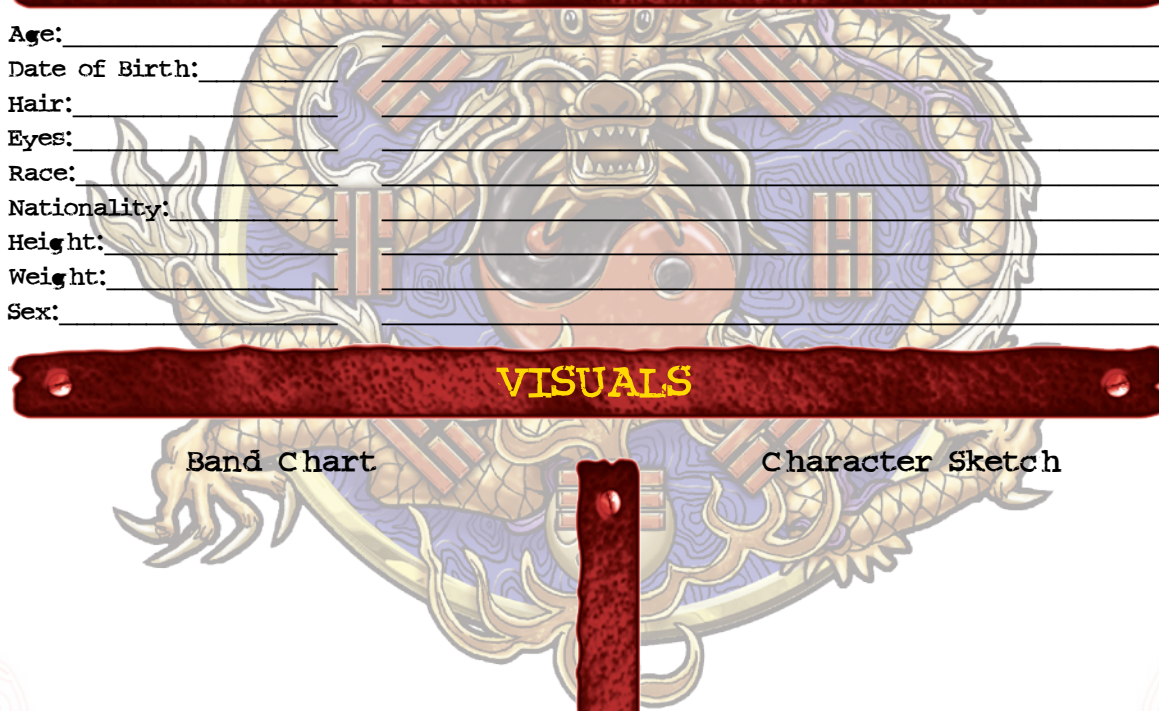 Age:
Date of Birth:
Hair:
Eyes:
Race:
Nationality:
Height:
Weight:
Sex:
VISUALS
Band Chart
Character Sketch